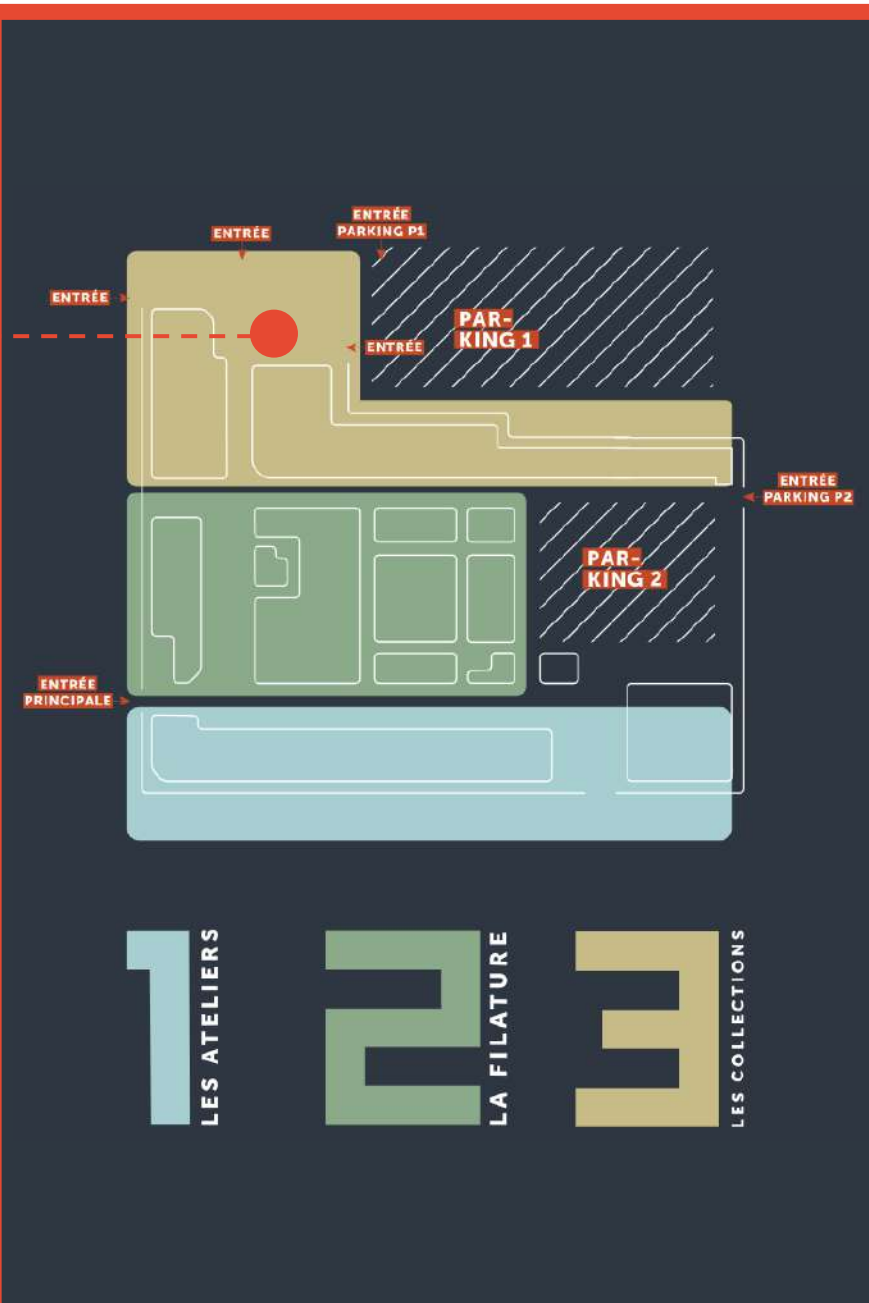 ENTRÉE
PARKING P1
ENTRÉE
ENTRÉE
PAR-
KING 1
ENTRÉE
ENTRÉE
PARKING P2
PAR-
KING 2
ENTRÉE
PRINCIPALE
1
LES ATELIERS
2
LA FILATURE
3
LES COLLECTIONS